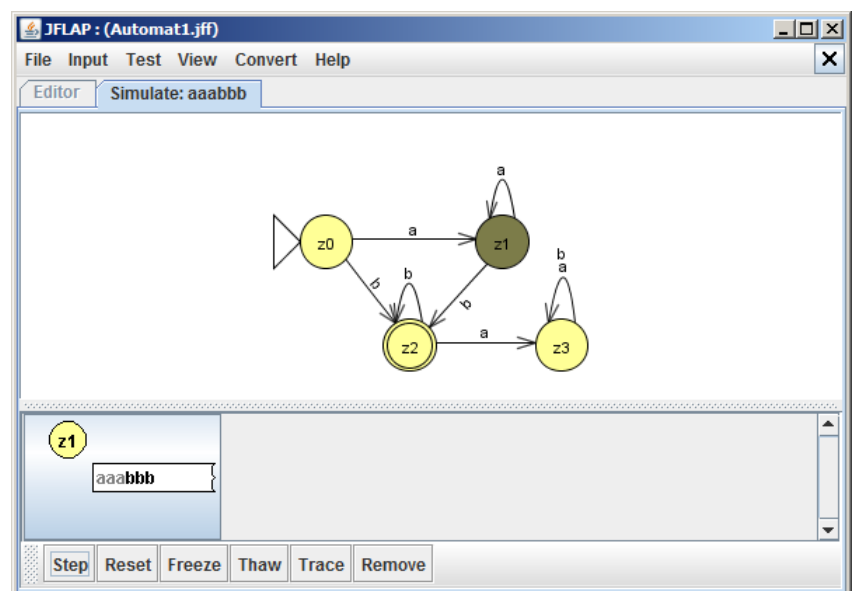 JFLAP : (Automat1.jff)
File Input Test View Convert Help
Editor Simulate: aaabbb
a
z0 a z1
b
a
b b b
z2 a z3
z1
aaabbb
Step Reset Freeze Thaw Trace Remove